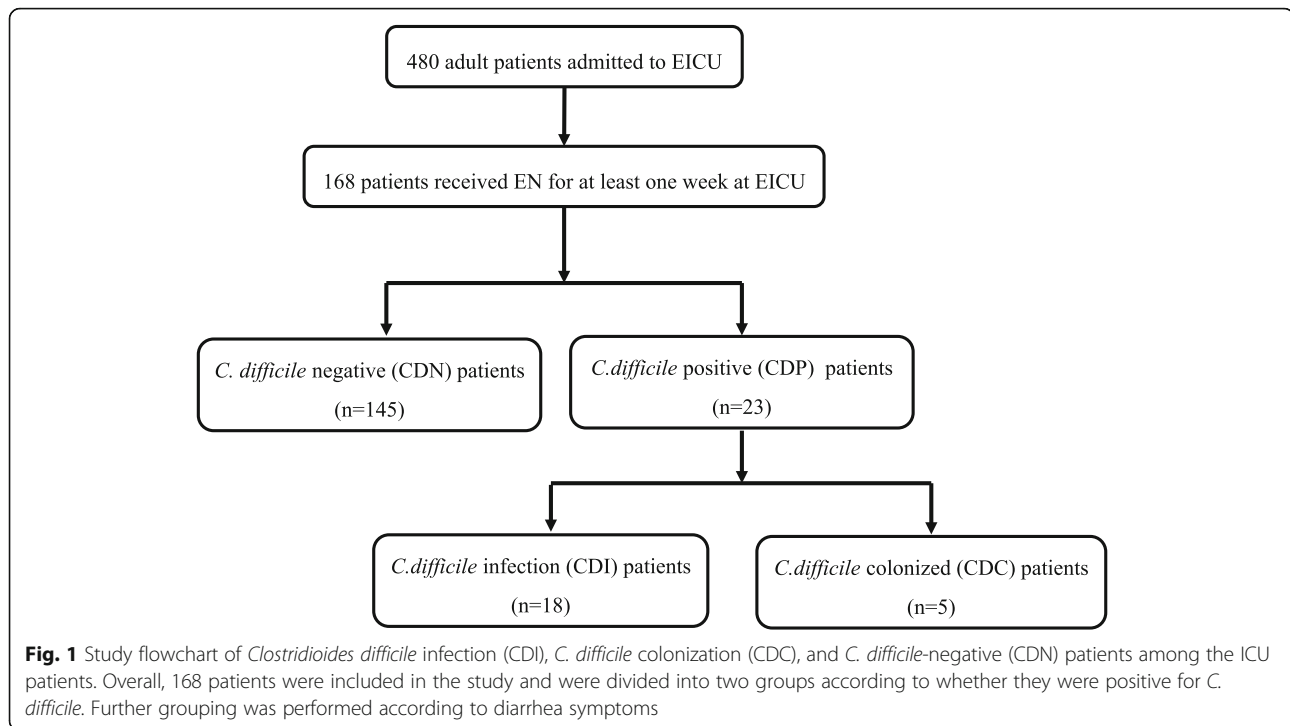 480 adult patients admitted to EICU
168 patients received EN for at least one week at EICU
C. difficile negative (CDN) patients
(n=145)
C.difficile positive (CDP) patients
(n=23)
C.difficile infection (CDI) patients
(n=18)
C.difficile colonized (CDC) patients
(n=5)
Fig. 1 Study flowchart of Clostridioides difficile infection (CDI), C. difficile colonization (CDC), and C. difficile-negative (CDN) patients among the ICU
patients. Overall, 168 patients were included in the study and were divided into two groups according to whether they were positive for C.
difficile. Further grouping was performed according to diarrhea symptoms